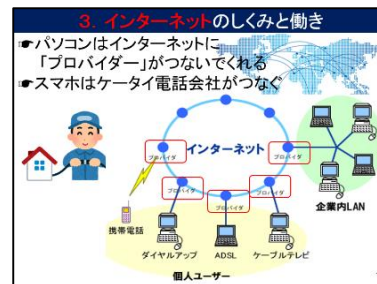 3．インターネットのしくみと働き
☛パソコンはインターネットに
「プロバイダー」がつないでくれる
☛スマホはケータイ電話会社がつなぐ
インターネット
プロバイダ
プロバイダ
プロバイダ
プロバイダ
プロバイダ
携帯電話
企業内LAN
ダイヤルアップ
ADSL
ケーブルテレビ
個人ユーザー